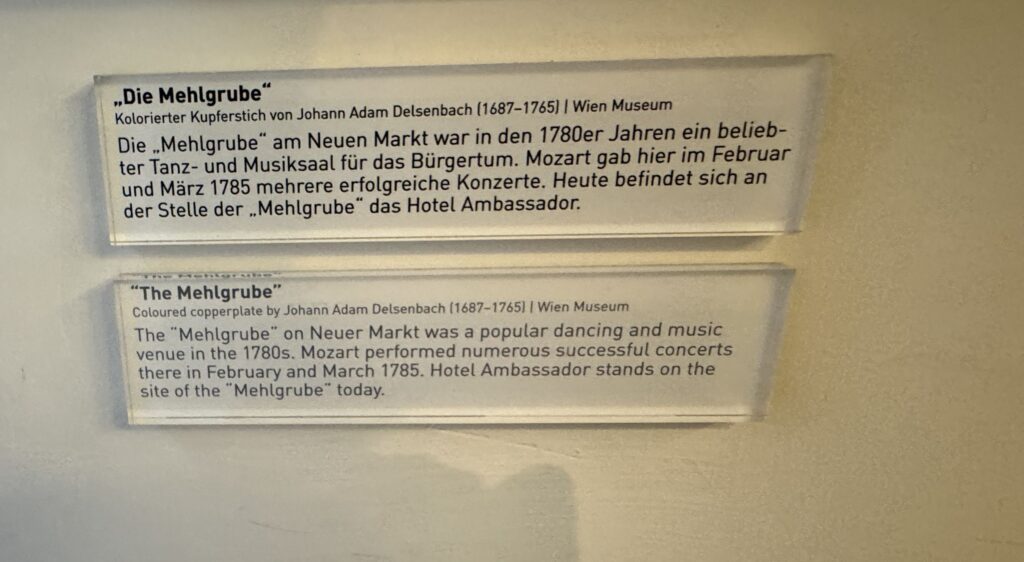 „Die Mehlgrube“
Kolorierter Kupferstich von Johann Adam Delsenbach (1687–1765) | Wien Museum
Die „Mehlgrube“ am Neuen Markt war in den 1780er Jahren ein belieb-
ter Tanz- und Musiksaal für das Bürgertum. Mozart gab hier im Februar
und März 1785 mehrere erfolgreiche Konzerte. Heute befindet sich an
der Stelle der „Mehlgrube“ das Hotel Ambassador.
“The Mehlgrube”
Coloured copperplate by Johann Adam Delsenbach (1687–1765) | Wien Museum
The “Mehlgrube” on Neuer Markt was a popular dancing and music
venue in the 1780s. Mozart performed numerous successful concerts
there in February and March 1785. Hotel Ambassador stands on the
site of the “Mehlgrube” today.